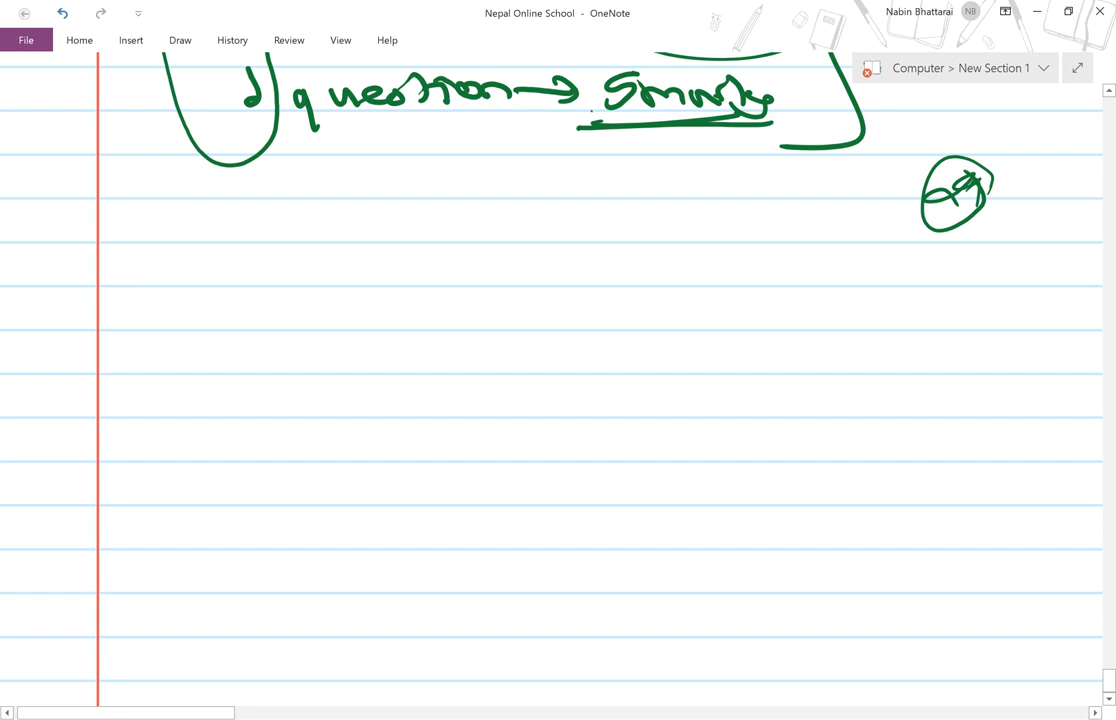 Nepal Online School - OneNote
Nabin Bhattarai NB
File Home Insert Draw History Review View Help
Computer > New Section 1
d) question →